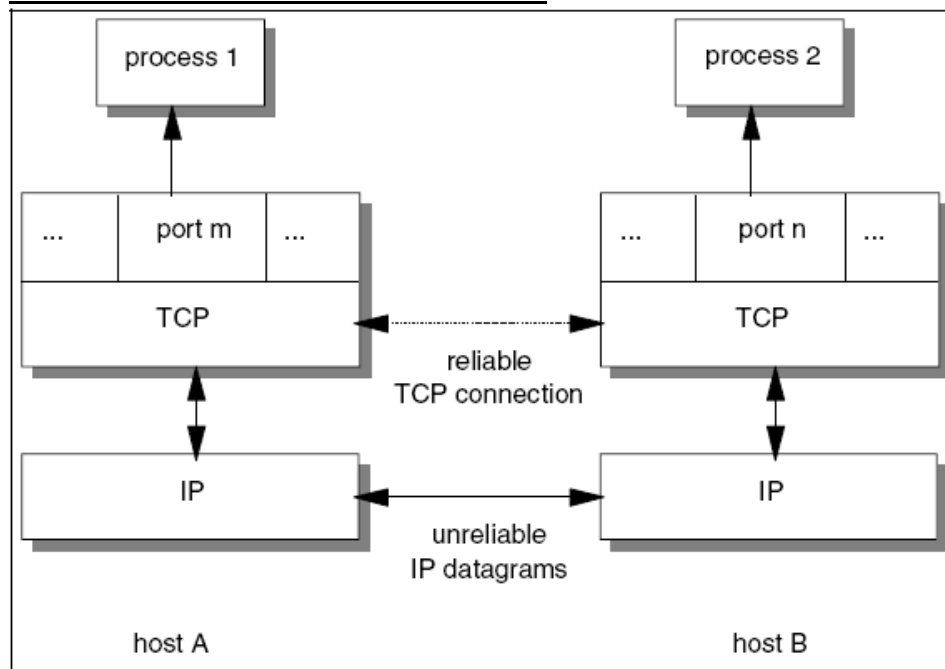 process 1
process 2
...
port m
...
...
port n
...
TCP
TCP
reliable
TCP connection
IP
IP
unreliable
IP datagrams
host A
host B